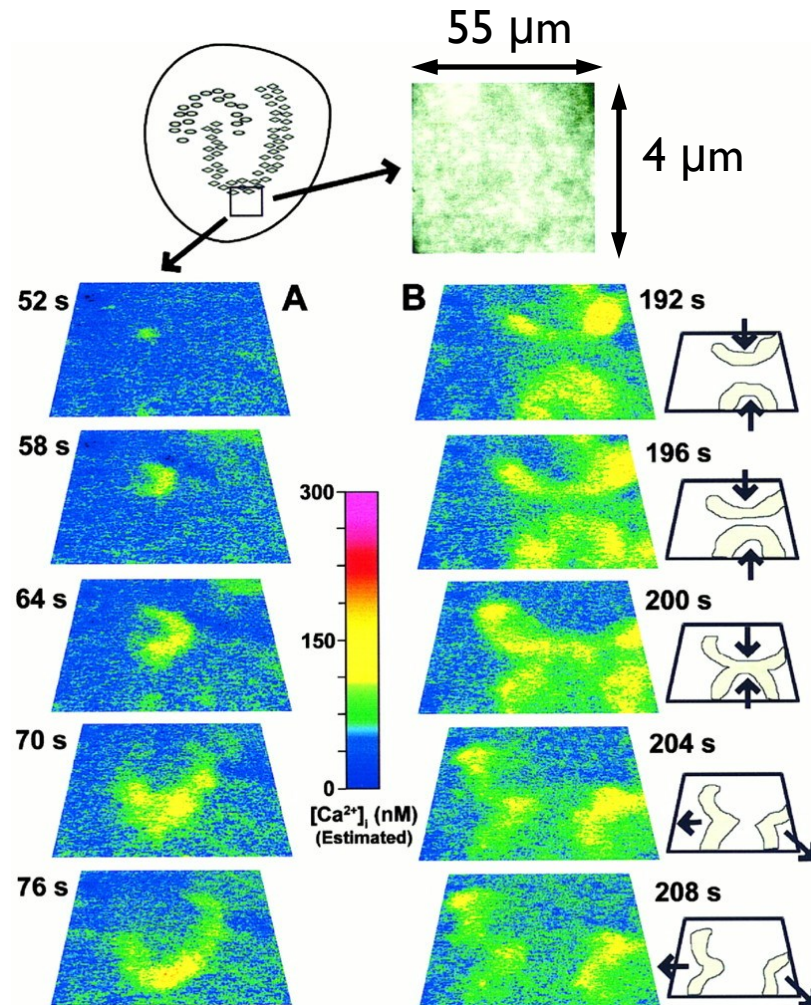 55 µm
4 µm
52 s
A
B
192 s
58 s
196 s
300
64 s
200 s
150
70 s
204 s
0
[Ca²⁺]ᵢ (nM)
(Estimated)
76 s
208 s